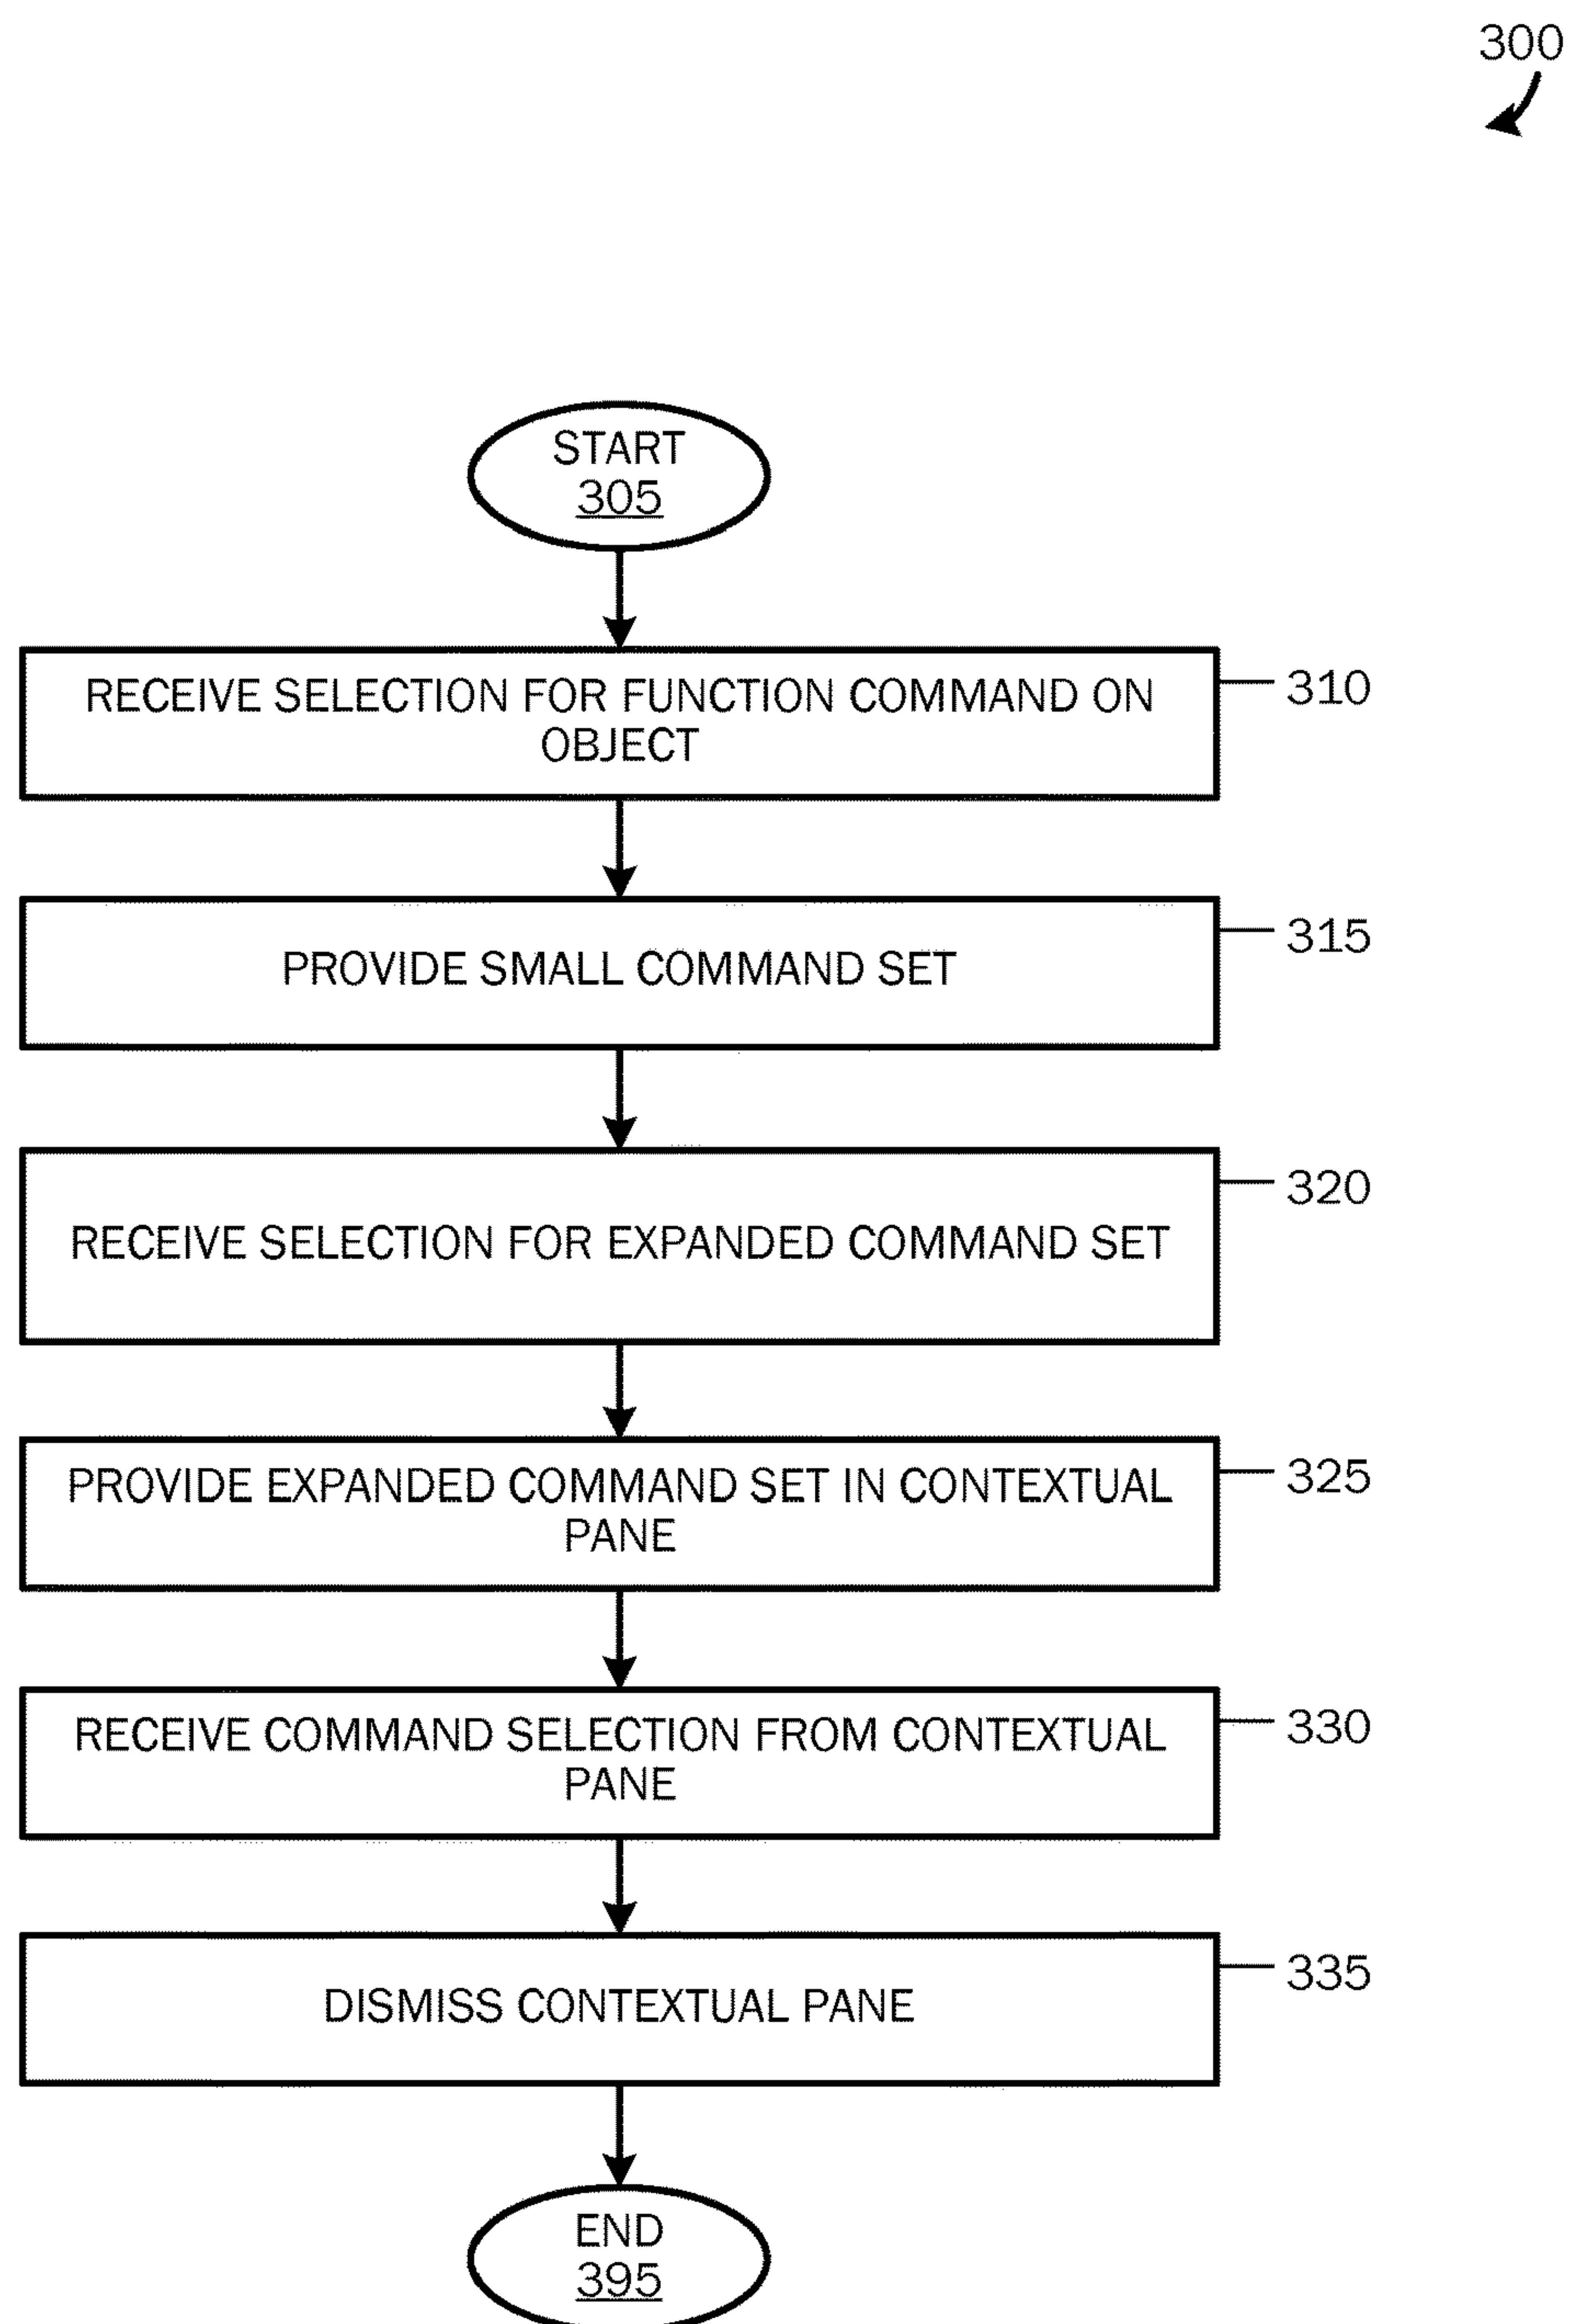 300
START
305
RECEIVE SELECTION FOR FUNCTION COMMAND ON
OBJECT
310
PROVIDE SMALL COMMAND SET
315
RECEIVE SELECTION FOR EXPANDED COMMAND SET
320
PROVIDE EXPANDED COMMAND SET IN CONTEXTUAL
PANE
325
RECEIVE COMMAND SELECTION FROM CONTEXTUAL
PANE
330
DISMISS CONTEXTUAL PANE
335
END
395